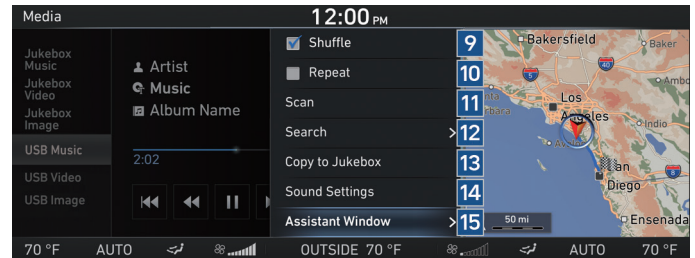 Media
12:00 PM
Jukebox
Music
Jukebox
Video
Jukebox
Image
USB Music
USB Video
USB Image
Artist
Music
Album Name
2:02
Shuffle 9
Repeat 10
Scan 11
Search > 12
Copy to Jukebox 13
Sound Settings 14
Assistant Window > 15
Bakersfield
Baker
5
40
Los
Angeles
Indio
8
Diego
Ensenada
50 mi
70 °F AUTO OUTSIDE 70 °F AUTO 70 °F